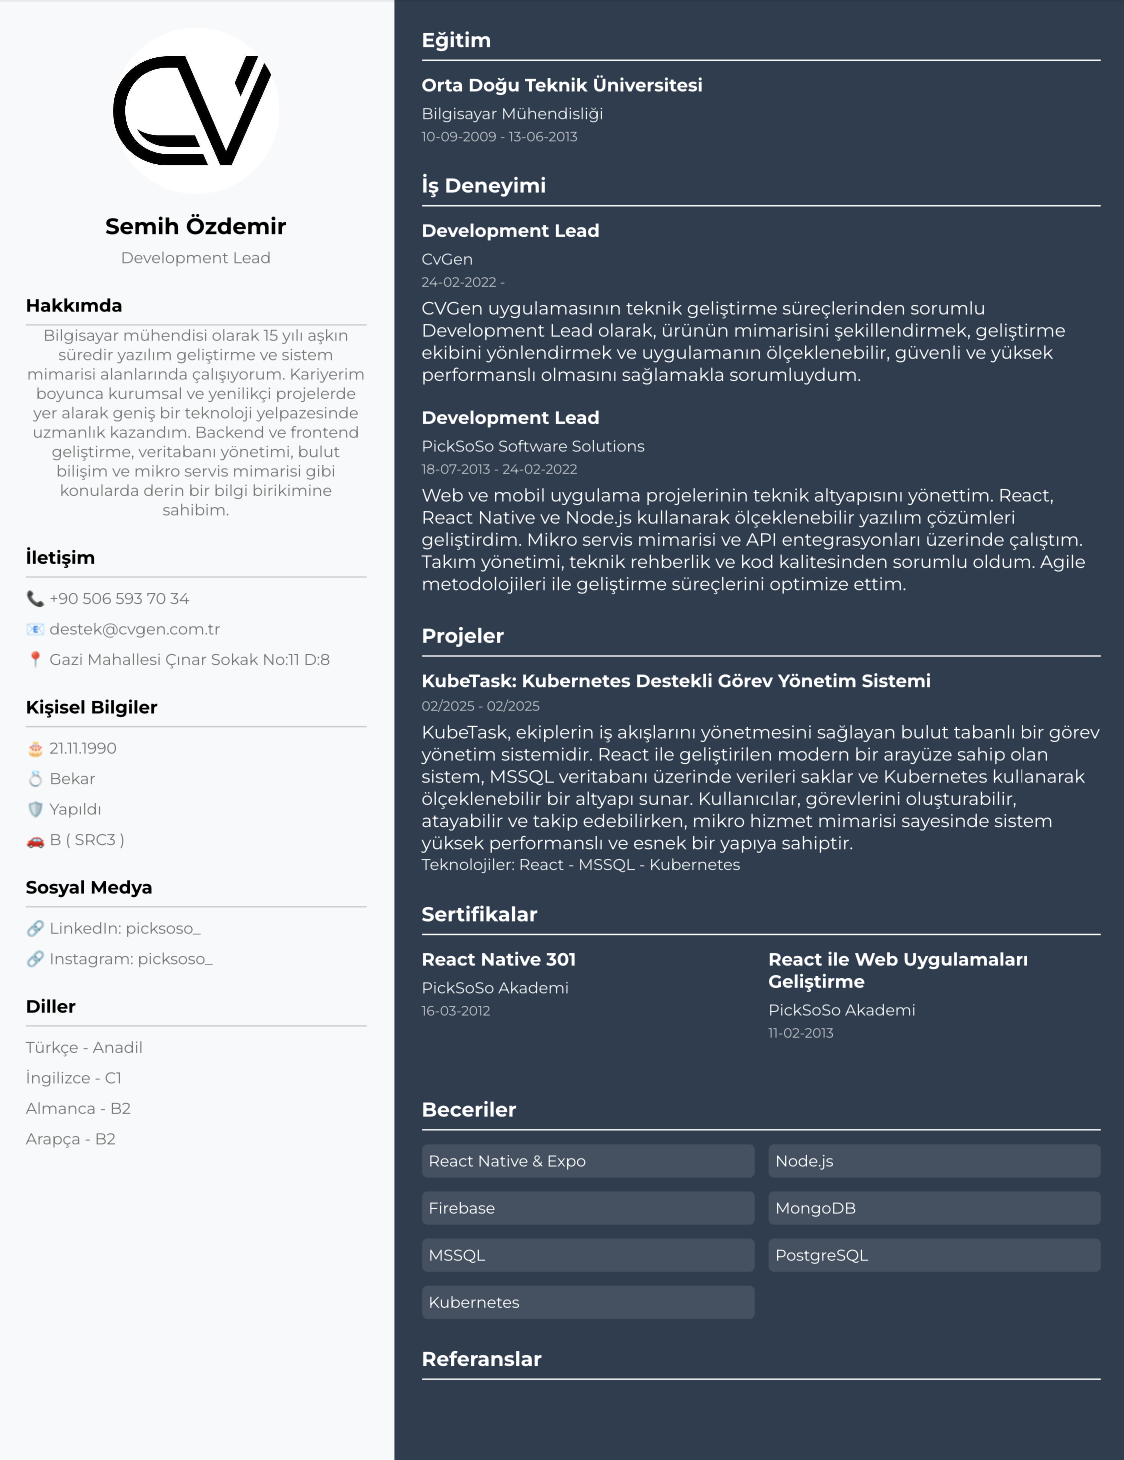 CV
Semih Özdemir
Development Lead
Hakkımda
Bilgisayar mühendisi olarak 15 yılı aşkın
süredir yazılım geliştirme ve sistem
mimarisi alanlarında çalışıyorum. Kariyerim
boyunca kurumsal ve yenilikçi projelerde
yer alarak geniş bir teknoloji yelpazesinde
uzmanlık kazandım. Backend ve frontend
geliştirme, veritabanı yönetimi, bulut
bilişim ve mikro servis mimarisi gibi
konularda derin bir bilgi birikimine
sahibim.
İletişim
📞 +90 506 593 70 34
📧 destek@cvgen.com.tr
📍 Gazi Mahallesi Çınar Sokak No:11 D:8
Kişisel Bilgiler
🎂 21.11.1990
💍 Bekar
🛡️ Yapıldı
🚗 B ( SRC3 )
Sosyal Medya
🔗 LinkedIn: picksoso_
🔗 Instagram: picksoso_
Diller
Türkçe - Anadil
İngilizce - C1
Almanca - B2
Arapça - B2
Eğitim
Orta Doğu Teknik Üniversitesi
Bilgisayar Mühendisliği
10-09-2009 - 13-06-2013
İş Deneyimi
Development Lead
CvGen
24-02-2022 -
CVGen uygulamasının teknik geliştirme süreçlerinden sorumlu
Development Lead olarak, ürünün mimarisini şekillendirmek, geliştirme
ekibini yönlendirmek ve uygulamanın ölçeklenebilir, güvenli ve yüksek
performanslı olmasını sağlamakla sorumluydum.
Development Lead
PickSoSo Software Solutions
18-07-2013 - 24-02-2022
Web ve mobil uygulama projelerinin teknik altyapısını yönettim. React,
React Native ve Node.js kullanarak ölçeklenebilir yazılım çözümleri
geliştirdim. Mikro servis mimarisi ve API entegrasyonları üzerinde çalıştım.
Takım yönetimi, teknik rehberlik ve kod kalitesinden sorumlu oldum. Agile
metodolojileri ile geliştirme süreçlerini optimize ettim.
Projeler
KubeTask: Kubernetes Destekli Görev Yönetim Sistemi
02/2025 - 02/2025
KubeTask, ekiplerin iş akışlarını yönetmesini sağlayan bulut tabanlı bir görev
yönetim sistemidir. React ile geliştirilen modern bir arayüze sahip olan
sistem, MSSQL veritabanı üzerinde verileri saklar ve Kubernetes kullanarak
ölçeklenebilir bir altyapı sunar. Kullanıcılar, görevlerini oluşturabilir,
atayabilir ve takip edebilirken, mikro hizmet mimarisi sayesinde sistem
yüksek performanslı ve esnek bir yapıya sahiptir.
Teknolojiler: React - MSSQL - Kubernetes
Sertifikalar
React Native 301
PickSoSo Akademi
16-03-2012
React ile Web Uygulamaları
Geliştirme
PickSoSo Akademi
11-02-2013
Beceriler
React Native & Expo
Node.js
Firebase
MongoDB
MSSQL
PostgreSQL
Kubernetes
Referanslar